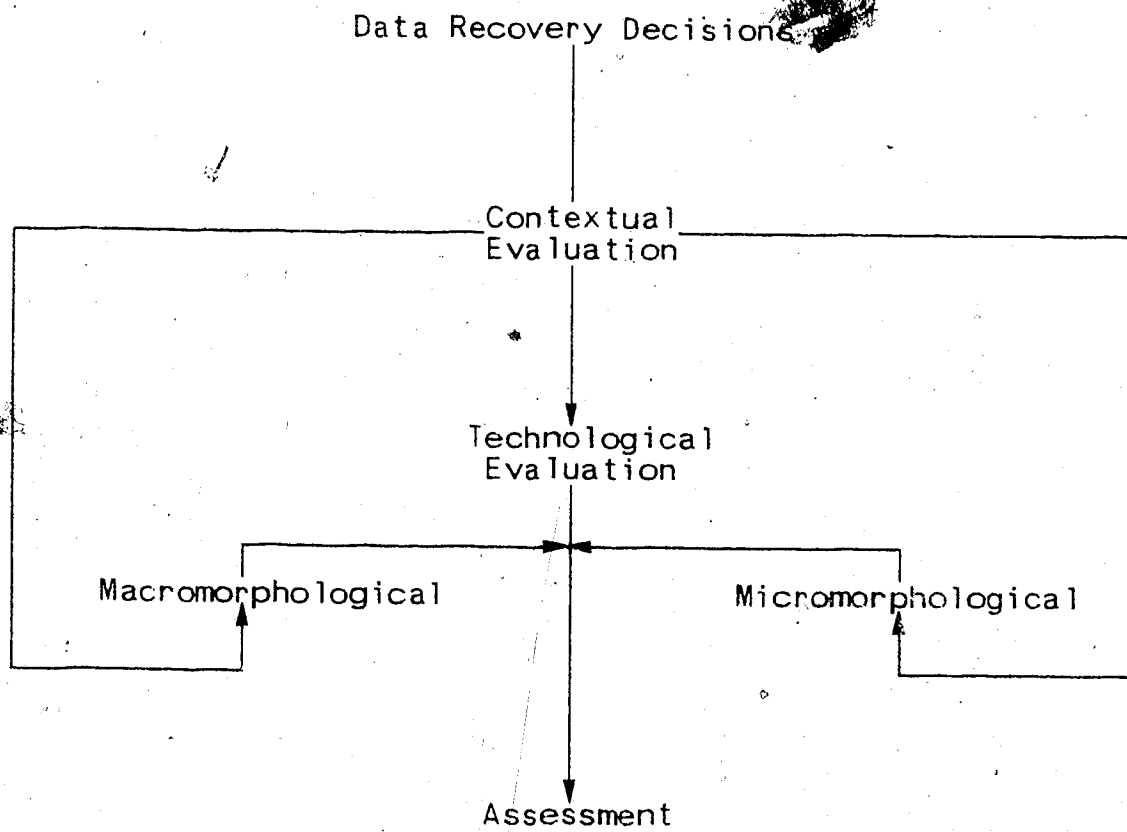 Data Recovery Decisions
Contextual
Evaluation
Technological
Evaluation
Macromorphological
Micromorphological
Assessment